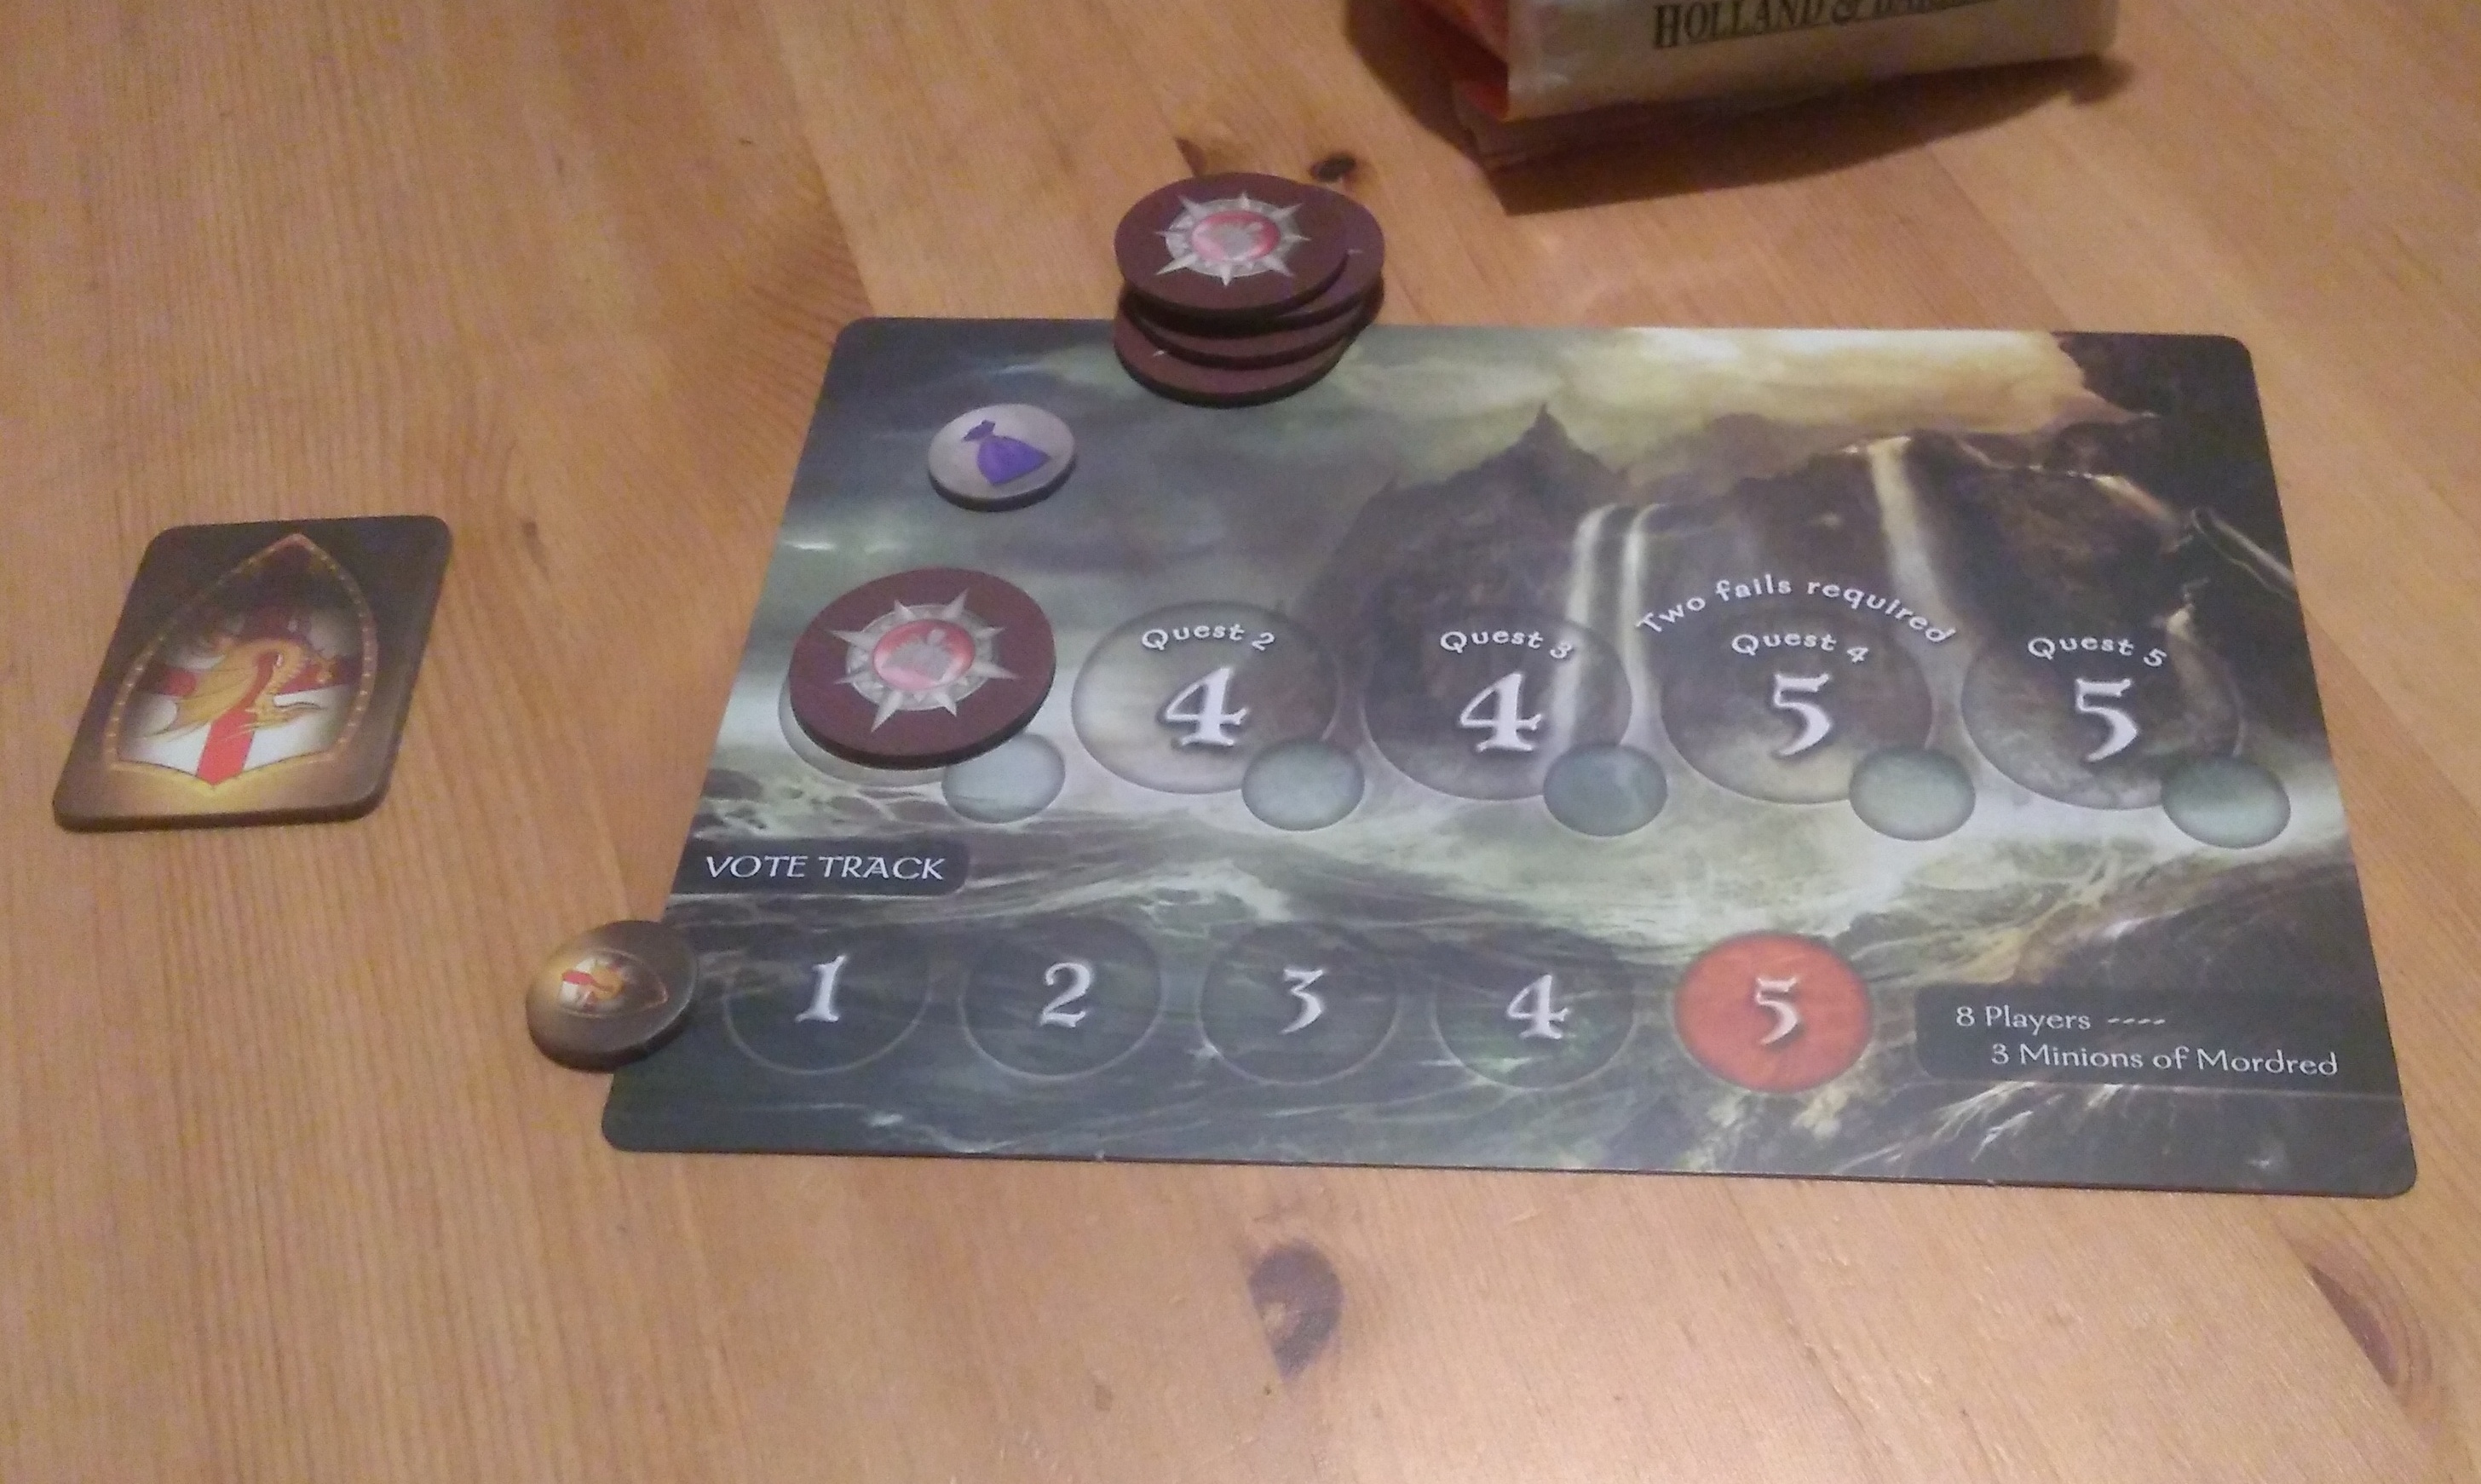 HOLLAND &
Two fails required
Quest 2
Quest 3
Quest 4
Quest 5
4
4
5
5
VOTE TRACK
1
2
3
4
5
8 Players ----
3 Minions of Mordred